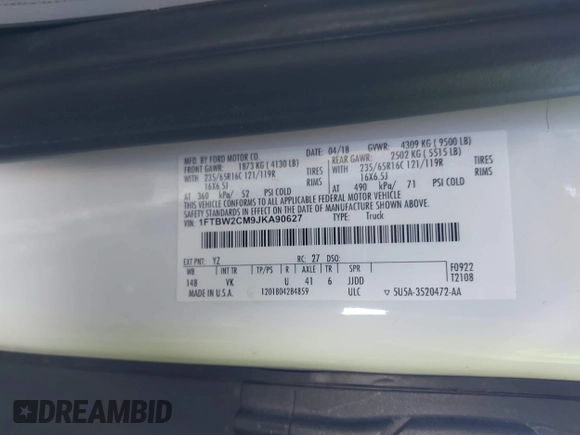 MFD. BY FORD MOTOR CO.
DATE: 04/18 GVWR: 4309 KG ( 9500 LB)
FRONT GAWR: 1873 KG ( 4130 LB) REAR GAWR: 2502 KG ( 5515 LB)
WITH 235/65R16C 121/119R TIRES WITH 235/65R16C 121/119R TIRES
16X6.5J RIMS 16X6.5J RIMS
AT 360 kPa/ 52 PSI COLD AT 490 kPa/ 71 PSI COLD
THIS VEHICLE CONFORMS TO ALL APPLICABLE FEDERAL MOTOR VEHICLE
SAFETY STANDARDS IN EFFECT ON THE DATE OF MANUFACTURE SHOWN ABOVE.
VIN: 1FTBW2CM9JKA90627 TYPE: Truck
EXT PNT: YZ RC: 27 DSO:
WB INT TR TP/PS R AXLE TR SPR F0922
148 VK U 41 6 JJDD T2108
MADE IN U.S.A. 1201804284859 ULC 5U5A-3520472-AA
DREAMBID